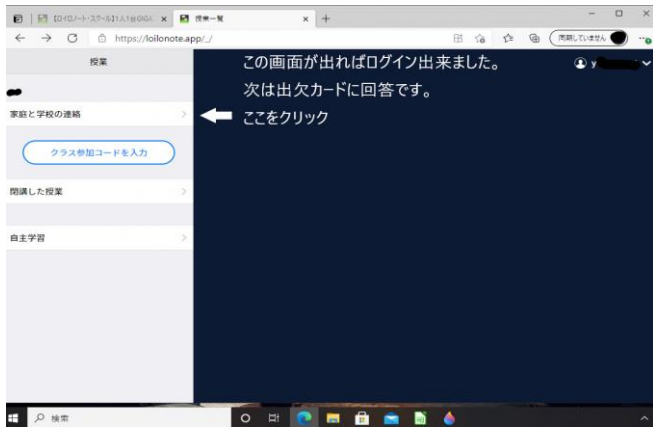 【ロイロノート・スクール】1人1台GIGA
授業一覧
https://loilonote.app/_/
同期していません
授業
この画面が出ればログイン出来ました。
y
次は出欠カードに回答です。
家庭と学校の連絡
ここをクリック
クラス参加コードを入力
閉講した授業
自主学習
検索